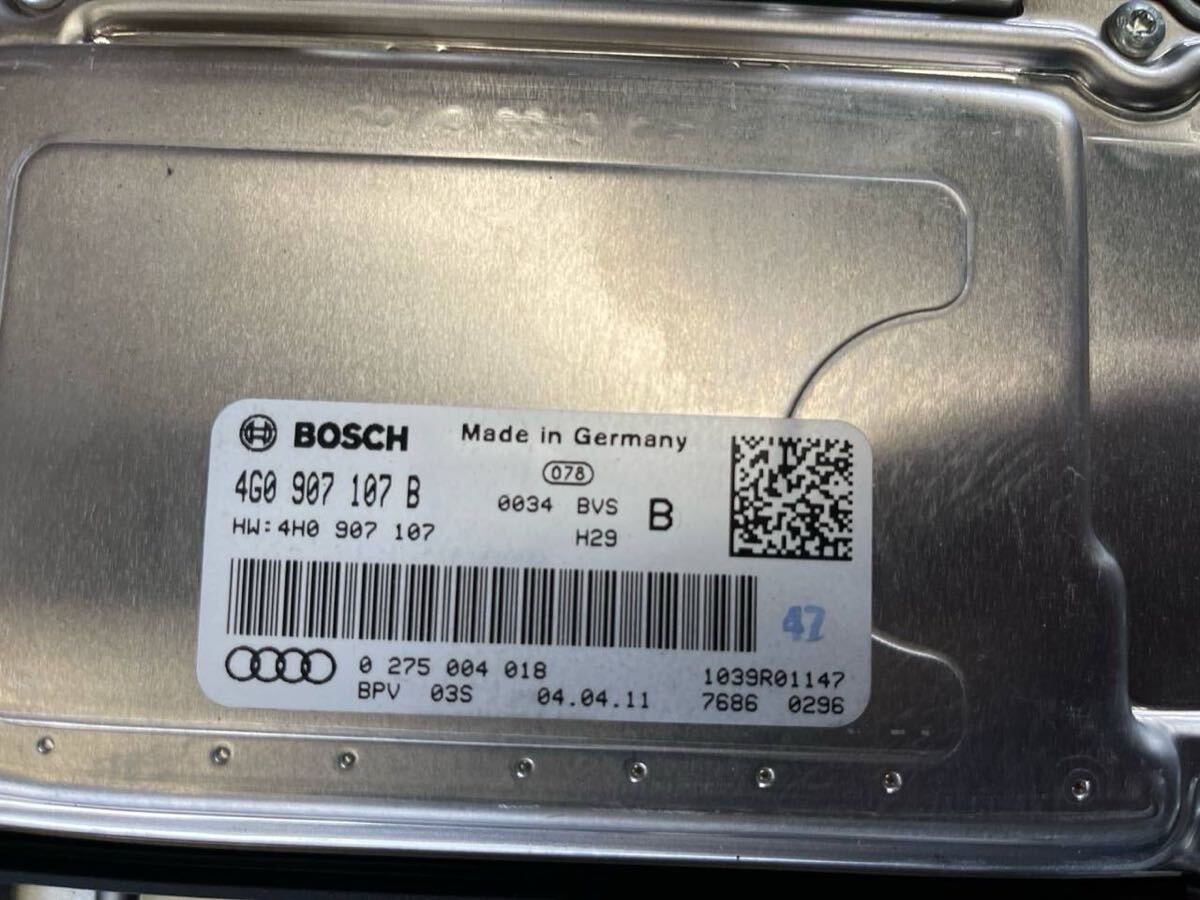 BOSCH Made in Germany
078
4G0 907 107 B
0034 BVS B
HW:4H0 907 107
H29
47
0 275 004 018 1039R01147
BPV 03S 04.04.11 7686 0296